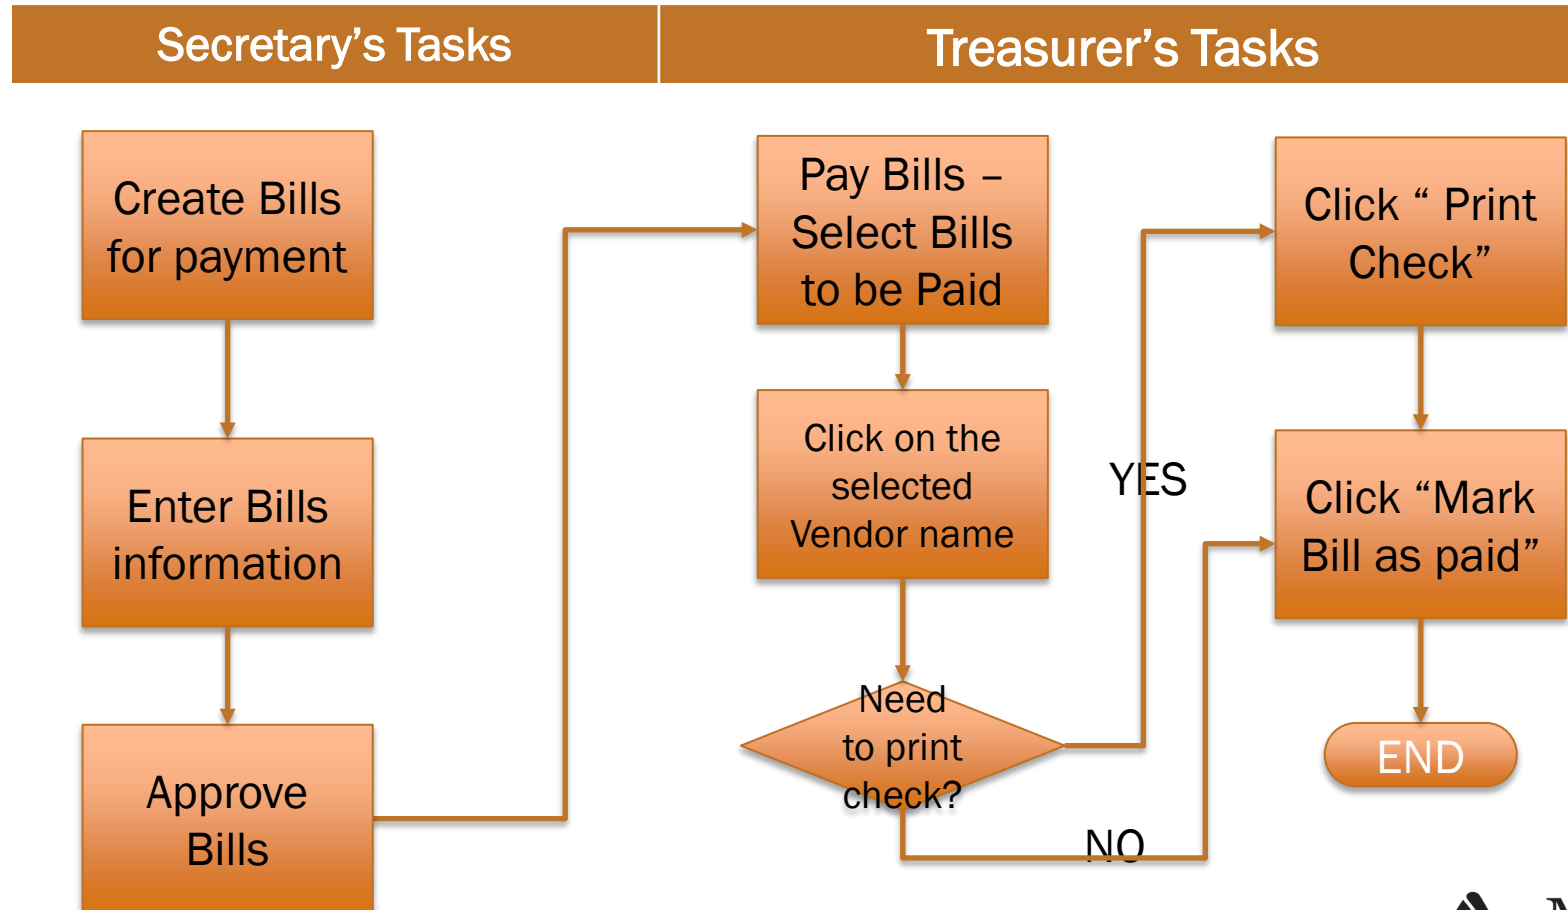 Secretary’s Tasks
Treasurer’s Tasks
Create Bills
for payment
Enter Bills
information
Approve
Bills
Pay Bills –
Select Bills
to be Paid
Click on the
selected
Vendor name
Need
to print
check?
YES
NO
Click “ Print
Check”
Click “Mark
Bill as paid”
END